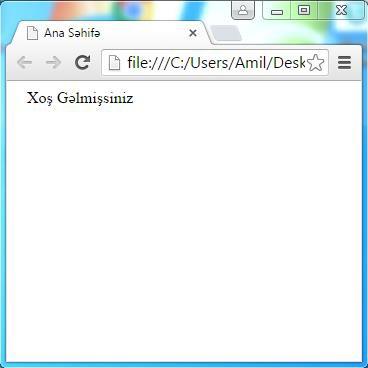 Ana Səhifə
file:///C:/Users/Amil/Desk
Xoş Gəlmişsiniz